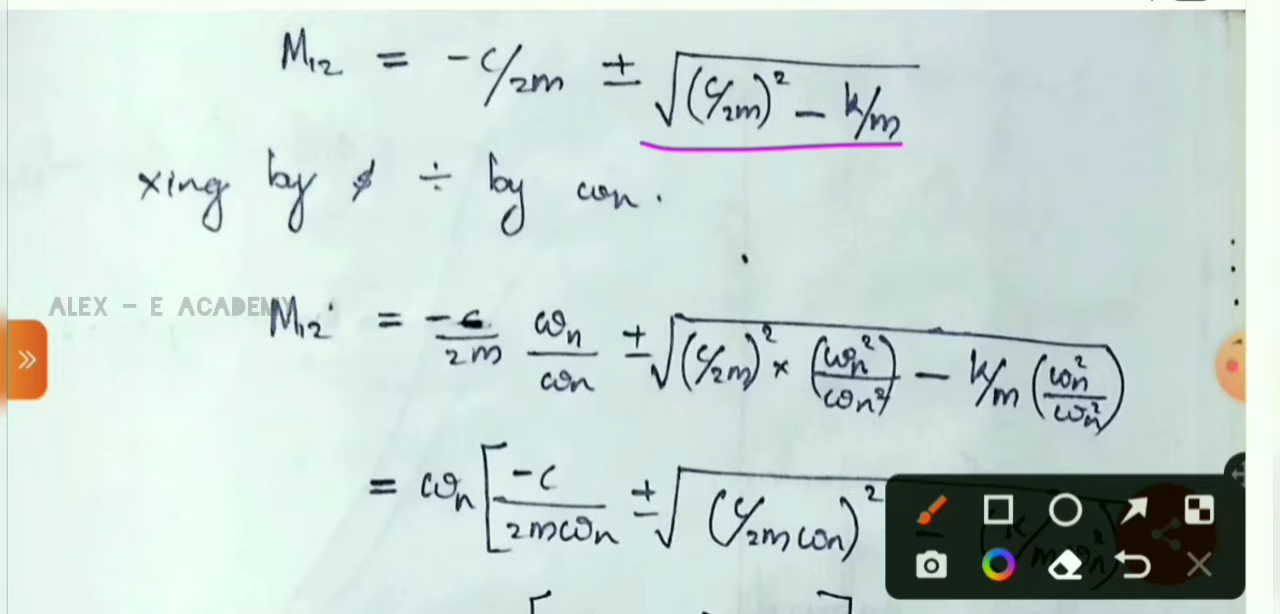 M₁₂ = -c/2m ± √((c/2m)² - k/m)
xing by & ÷ by ωn.
ALEX - E ACADEMY
M₁₂ = -c/2m ωn/ωn ± √((c/2m)² × (ωn²/ωn²) - k/m (ωn²/ωn²))
= ωn [-c/2mωn ± √((c/2mωn)² -